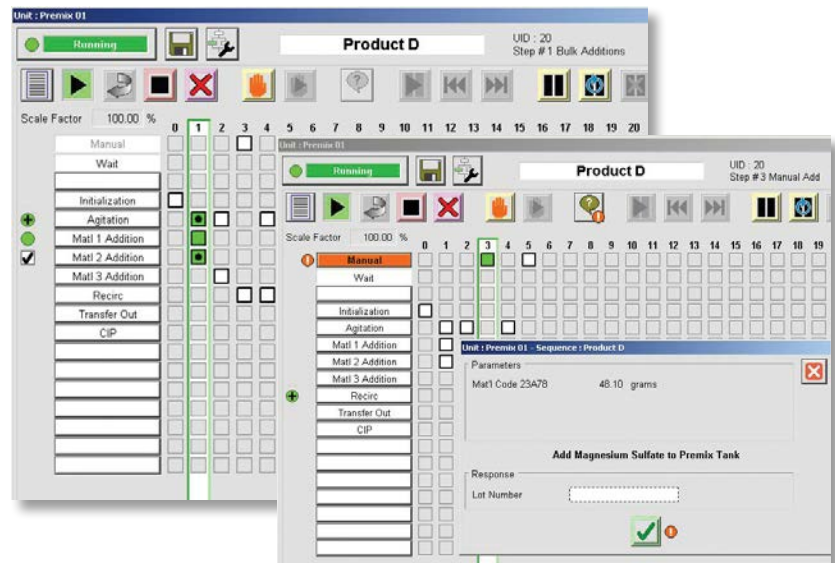 Unit : Premix 01
Running
Product D
UID : 20
Step # 1 Bulk Additions
Scale Factor 100.00 %
0 1 2 3 4 5 6 7 8 9 10 11 12 13 14 15 16 17 18 19 20
Manual
Wait
Initialization
Agitation
Matl 1 Addition
Matl 2 Addition
Matl 3 Addition
Recirc
Transfer Out
CIP
Unit : Premix 01
Running
Product D
UID : 20
Step # 3 Manual Add
Scale Factor 100.00 %
0 1 2 3 4 5 6 7 8 9 10 11 12 13 14 15 16 17 18 19
Manual
Wait
Initialization
Agitation
Matl 1 Addition
Matl 2 Addition
Matl 3 Addition
Recirc
Transfer Out
CIP
Unit : Premix 01 - Sequence : Product D
Parameters
Mat1 Code 23A78 48.10 grams
Add Magnesium Sulfate to Premix Tank
Response
Lot Number